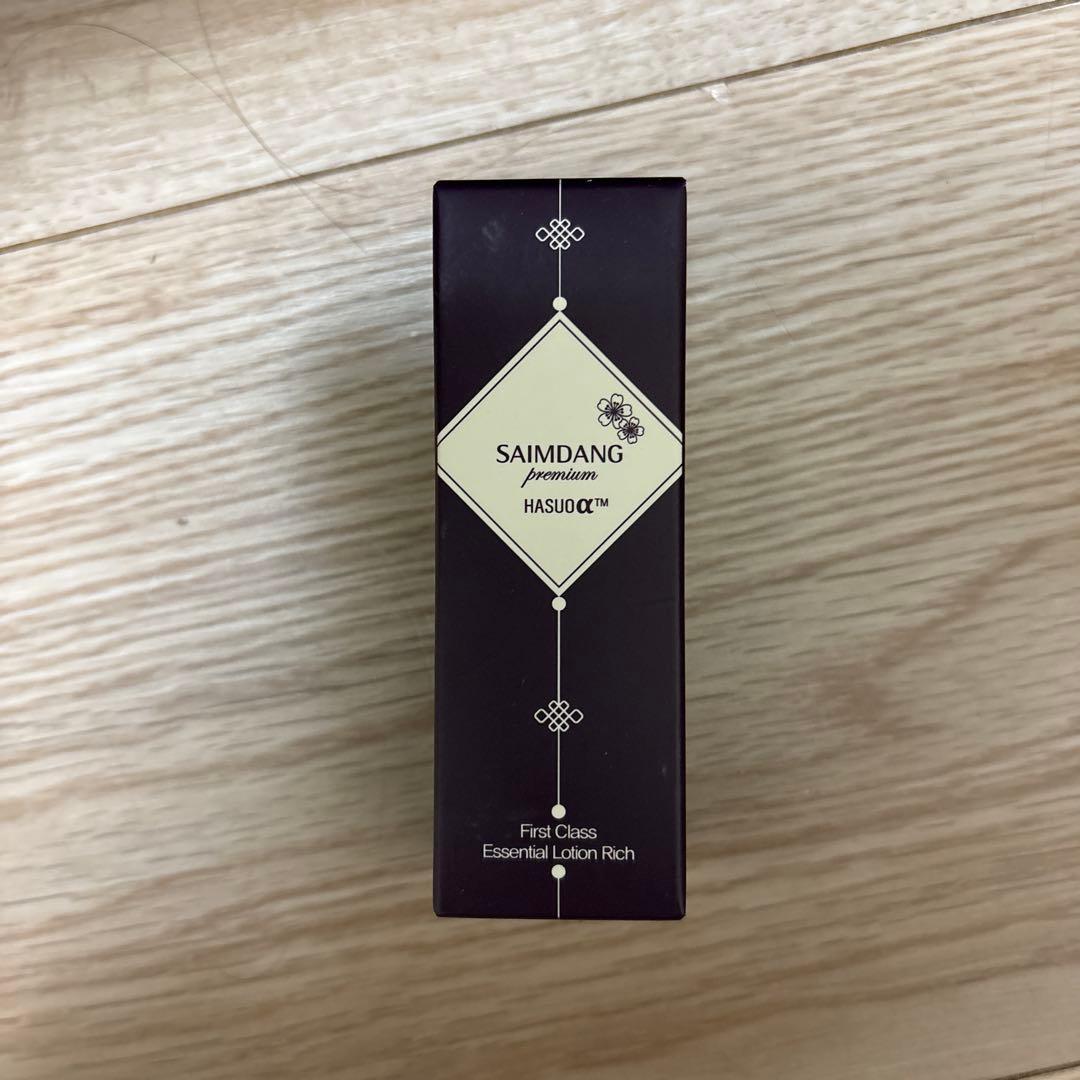 SAIMDANG
premium
HASUOα™
First Class
Essential Lotion Rich